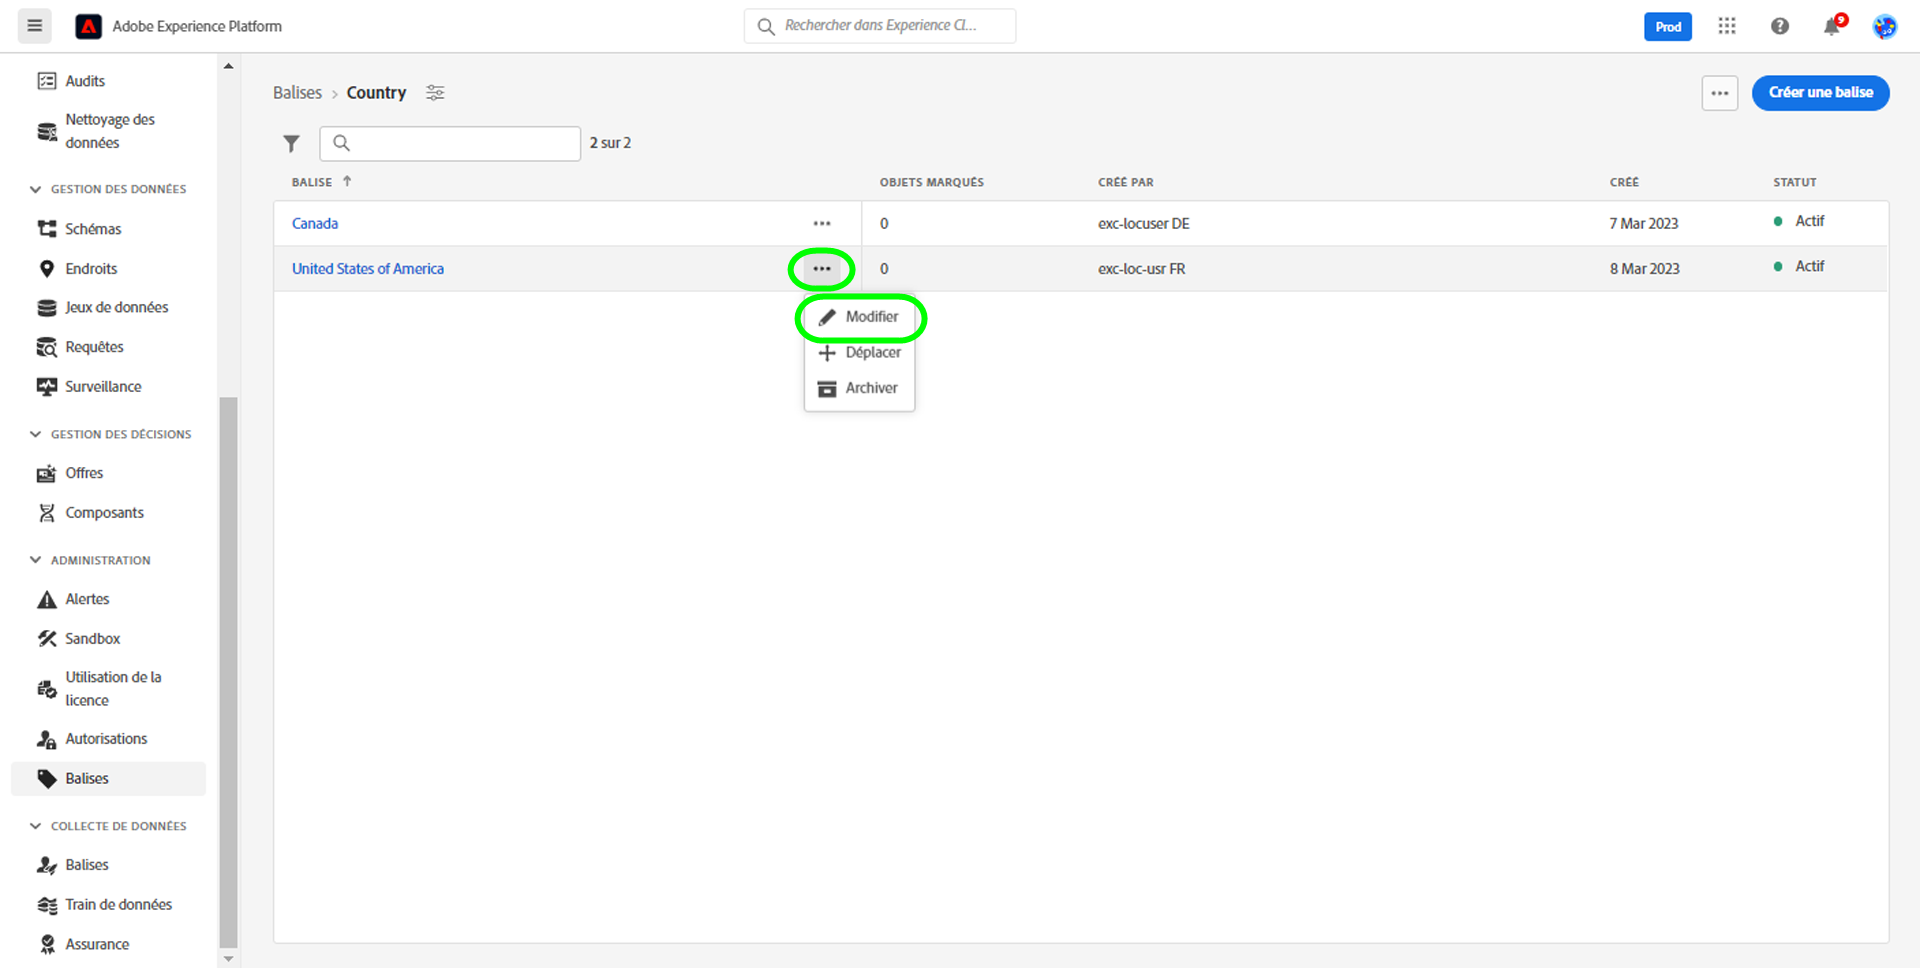 Adobe Experience Platform
Rechercher dans Experience Cl...
Prod
9
Audits
Nettoyage des
données
GESTION DES DONNÉES
Schémas
Endroits
Jeux de données
Requêtes
Surveillance
GESTION DES DÉCISIONS
Offres
Composants
ADMINISTRATION
Alertes
Sandbox
Utilisation de la
licence
Autorisations
Balises
COLLECTE DE DONNÉES
Balises
Train de données
Assurance
Balises > Country
Créer une balise
2 sur 2
BALISE OBJETS MARQUÉS CRÉÉ PAR CRÉÉ STATUT
Canada 0 exc-locuser DE 7 Mar 2023 Actif
United States of America 0 exc-loc-usr FR 8 Mar 2023 Actif
Modifier
Déplacer
Archiver